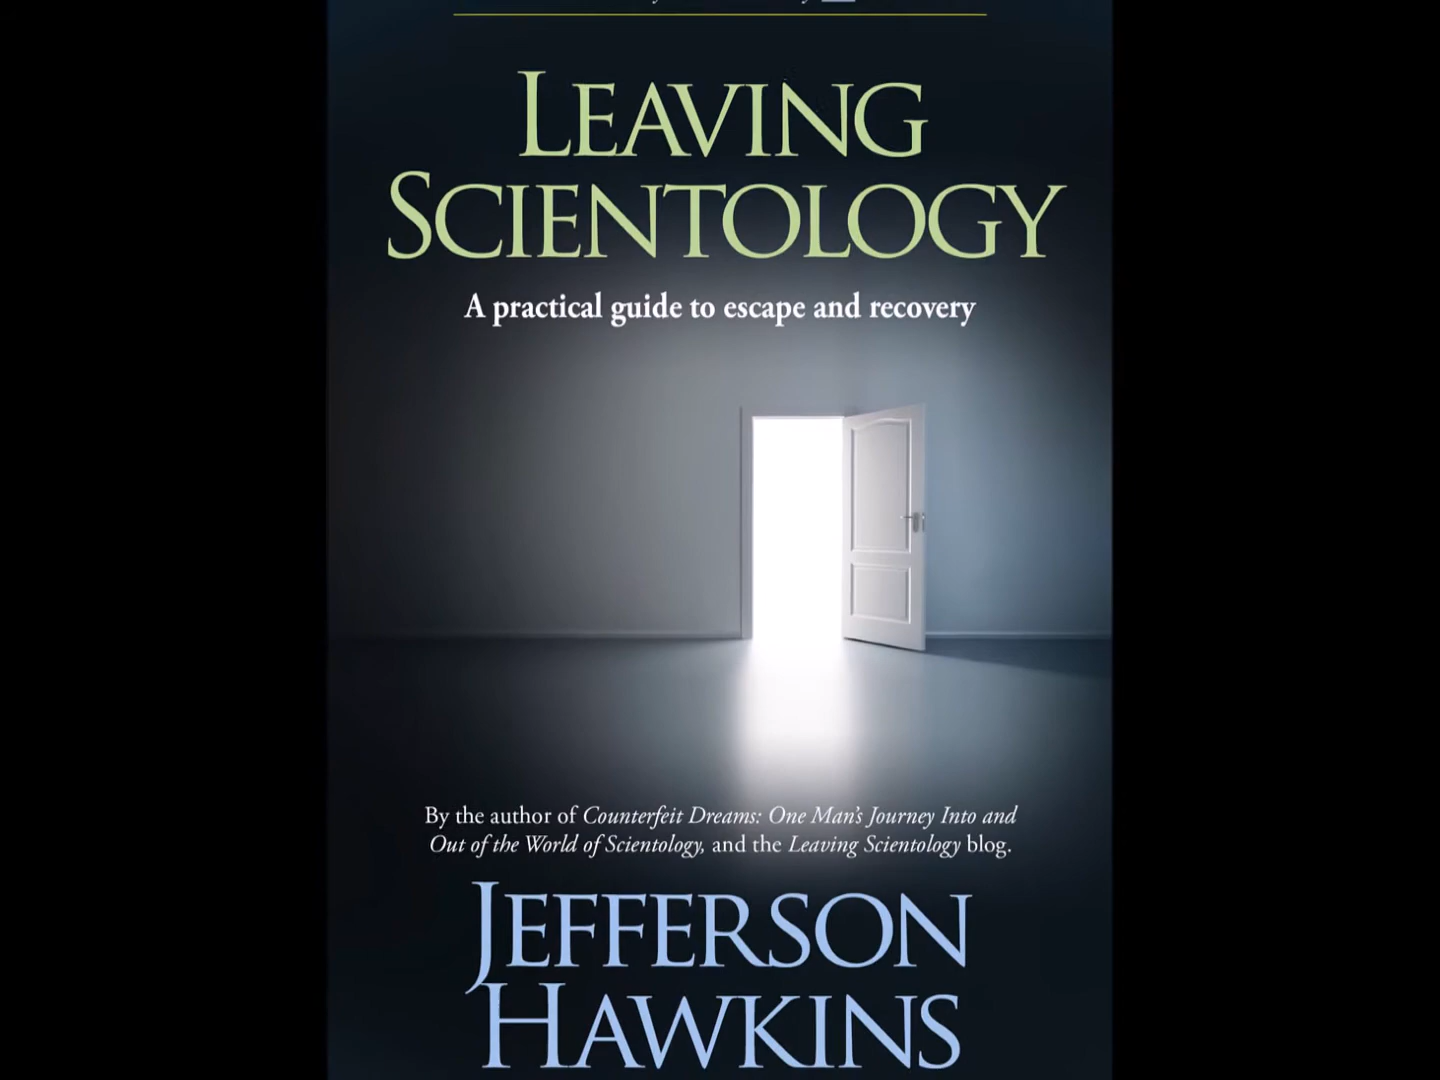 LEAVING
SCIENTOLOGY
A practical guide to escape and recovery
By the author of Counterfeit Dreams: One Man's Journey Into and
Out of the World of Scientology, and the Leaving Scientology blog.
JEFFERSON
HAWKINS